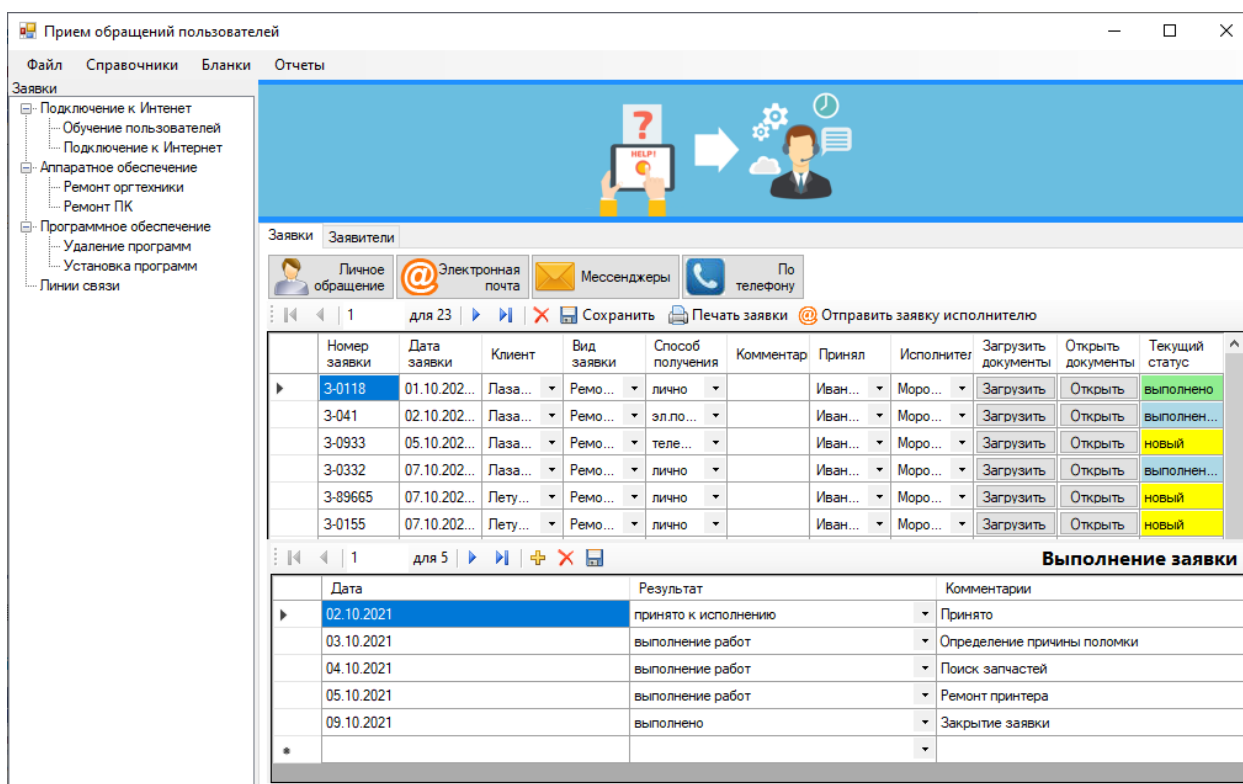 Прием обращений пользователей
Файл Справочники Бланки Отчеты
Заявки
Подключение к Интенет
Обучение пользователей
Подключение к Интернет
Аппаратное обеспечение
Ремонт оргтехники
Ремонт ПК
Программное обеспечение
Удаление программ
Установка программ
Линии связи
?
HELP!
Заявки Заявители
Личное обращение
@ Электронная почта
Мессенджеры
По телефону
1 для 23 Сохранить Печать заявки @ Отправить заявку исполнителю
Номер заявки Дата заявки Клиент Вид заявки Способ получения Комментар Принял Исполнител Загрузить документы Открыть документы Текущий статус
З-0118 01.10.202... Лаза... Ремо... лично Иван... Моро... Загрузить Открыть выполнено
З-041 02.10.202... Лаза... Ремо... эл.по... Иван... Моро... Загрузить Открыть выполнен...
З-0933 05.10.202... Лаза... Ремо... теле... Иван... Моро... Загрузить Открыть новый
З-0332 07.10.202... Лаза... Ремо... лично Иван... Моро... Загрузить Открыть выполнен...
З-89665 07.10.202... Пету... Ремо... лично Иван... Моро... Загрузить Открыть новый
З-0155 07.10.202... Пету... Ремо... лично Иван... Моро... Загрузить Открыть новый
1 для 5 Выполнение заявки
Дата Результат Комментарии
02.10.2021 принято к исполнению Принято
03.10.2021 выполнение работ Определение причины поломки
04.10.2021 выполнение работ Поиск запчастей
05.10.2021 выполнение работ Ремонт принтера
09.10.2021 выполнено Закрытие заявки